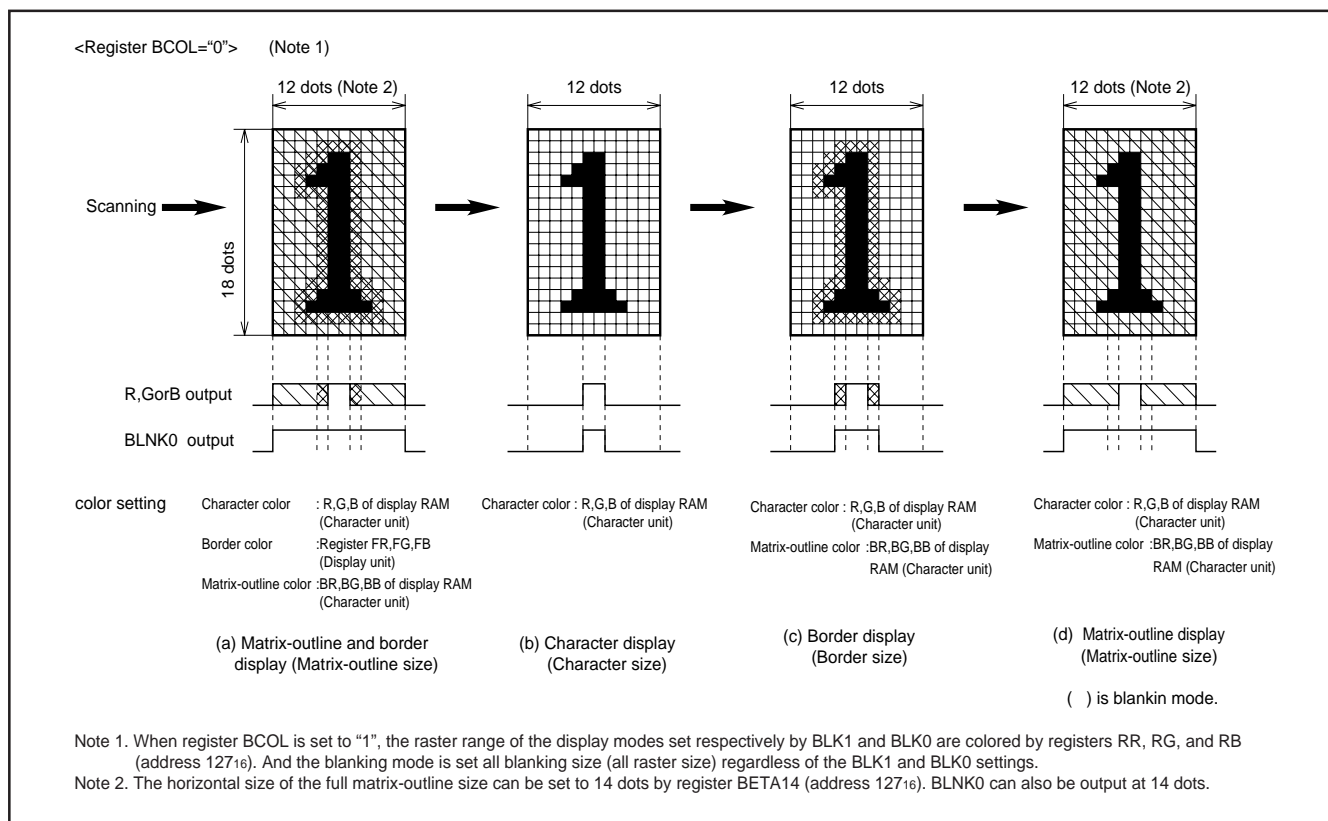 <Register BCOL=“0”> (Note 1)
12 dots (Note 2) 12 dots 12 dots 12 dots (Note 2)
Scanning
18 dots
R,GorB output
BLNK0 output
color setting
Character color : R,G,B of display RAM
(Character unit)
Border color :Register FR,FG,FB
(Display unit)
Matrix-outline color :BR,BG,BB of display RAM
(Character unit)
(a) Matrix-outline and border
display (Matrix-outline size)
Character color : R,G,B of display RAM
(Character unit)
(b) Character display
(Character size)
Character color : R,G,B of display RAM
(Character unit)
Matrix-outline color :BR,BG,BB of display
RAM (Character unit)
(c) Border display
(Border size)
Character color : R,G,B of display RAM
(Character unit)
Matrix-outline color :BR,BG,BB of display
RAM (Character unit)
(d) Matrix-outline display
(Matrix-outline size)
( ) is blankin mode.
Note 1. When register BCOL is set to “1”, the raster range of the display modes set respectively by BLK1 and BLK0 are colored by registers RR, RG, and RB
(address 12716). And the blanking mode is set all blanking size (all raster size) regardless of the BLK1 and BLK0 settings.
Note 2. The horizontal size of the full matrix-outline size can be set to 14 dots by register BETA14 (address 12716). BLNK0 can also be output at 14 dots.